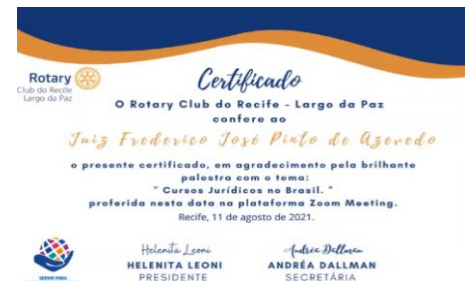 Rotary
Club do Recife
Largo da Paz
Certificado
O Rotary Club do Recife - Largo da Paz
confere ao
Juiz Frederico José Pinto de Azevedo
o presente certificado, em agradecimento pela brilhante
palestra com o tema:
" Cursos Jurídicos no Brasil. "
proferida nesta data na plataforma Zoom Meeting.
Recife, 11 de agosto de 2021.
Helenita Leoni
HELENITA LEONI
PRESIDENTE
Andréa Dallman
ANDRÉA DALLMAN
SECRETÁRIA
SERVIR PARA